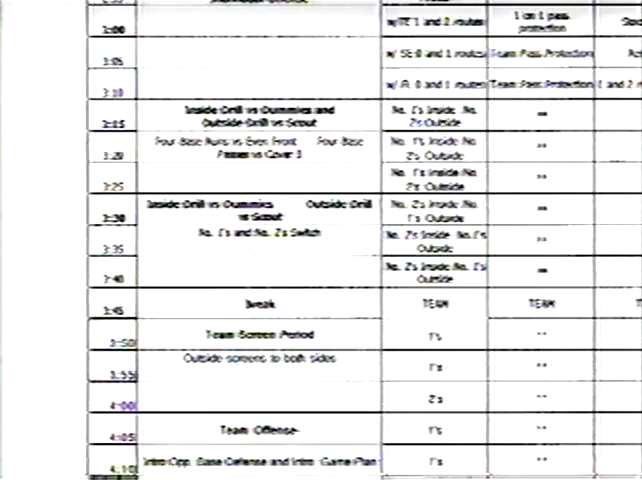 w/TE 1 and 2 routes
1 on 1 pass
protection
3:00
w/ SE 0 and 1 routes
Team Pass Protection
3:05
w/ Fl. 0 and 1 routes
Team Pass Protection
1 and 2
3:10
Inside Drill vs Dummies and
Outside Drill vs Scout
No. 1's Inside No.
2's Outside
""
3:15
Four Base Runs vs Even Front Four Base
Passes vs Cover 3
No. 1's Inside No.
2's Outside
""
3:20
No. 1's Inside No.
2's Outside
""
3:25
Inside Drill vs Dummies Outside Drill
vs Scout
No. 2's Inside No.
1's Outside
""
3:30
No. 1's and No. 2's Switch
No. 2's Inside No. 1's
Outside
""
3:35
No. 2's Inside No. 1's
Outside
""
3:40
Break
TEAM
TEAM
3:45
Team Screen Period
1's
""
3:50
Outside screens to both sides
1's
""
3:55
2's
""
4:00
Team Offense
1's
""
4:05
Intro Opp. Base Defense and Intro Game Plan
1's
""
4:10